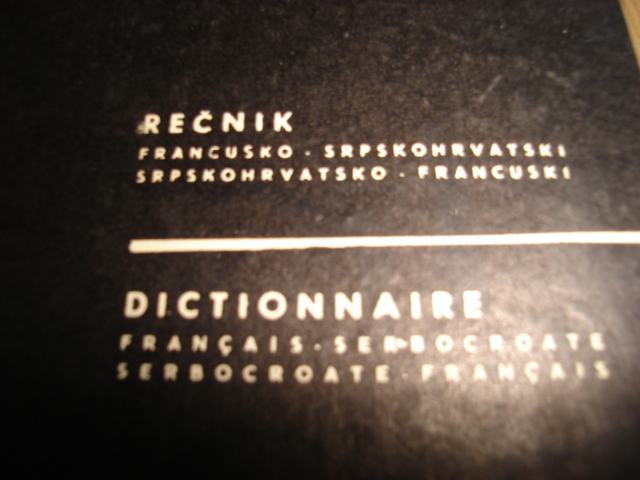 REČNIK
FRANCUSKO - SRPSKOHRVATSKI
SRPSKOHRVATSKO - FRANCUSKI
DICTIONNAIRE
FRANÇAIS - SERBOCROATE
SERBOCROATE - FRANÇAIS